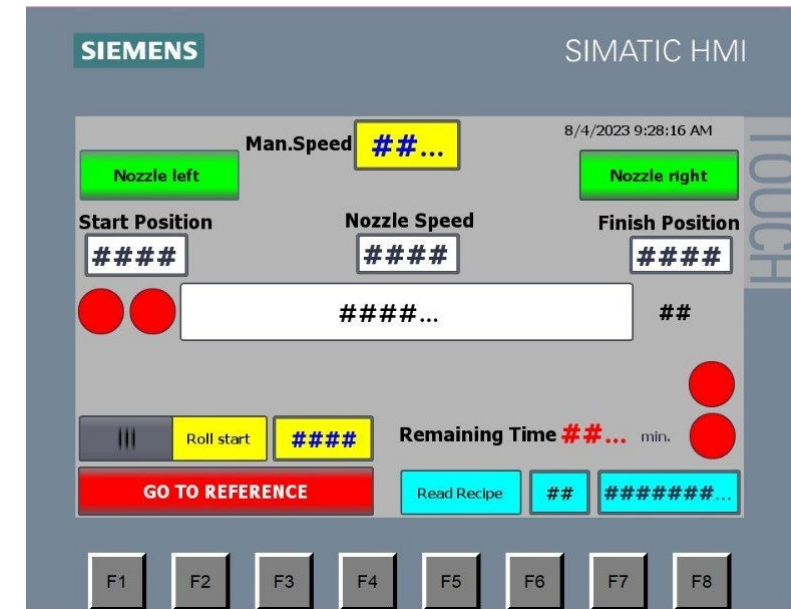 SIEMENS
SIMATIC HMI
TOUCH
8/4/2023 9:28:16 AM
Man.Speed ##...
Nozzle left
Nozzle right
Start Position
Nozzle Speed
Finish Position
####
####
####
####...
##
Roll start
####
Remaining Time ##... min.
GO TO REFERENCE
Read Recipe
##
#######...
F1 F2 F3 F4 F5 F6 F7 F8